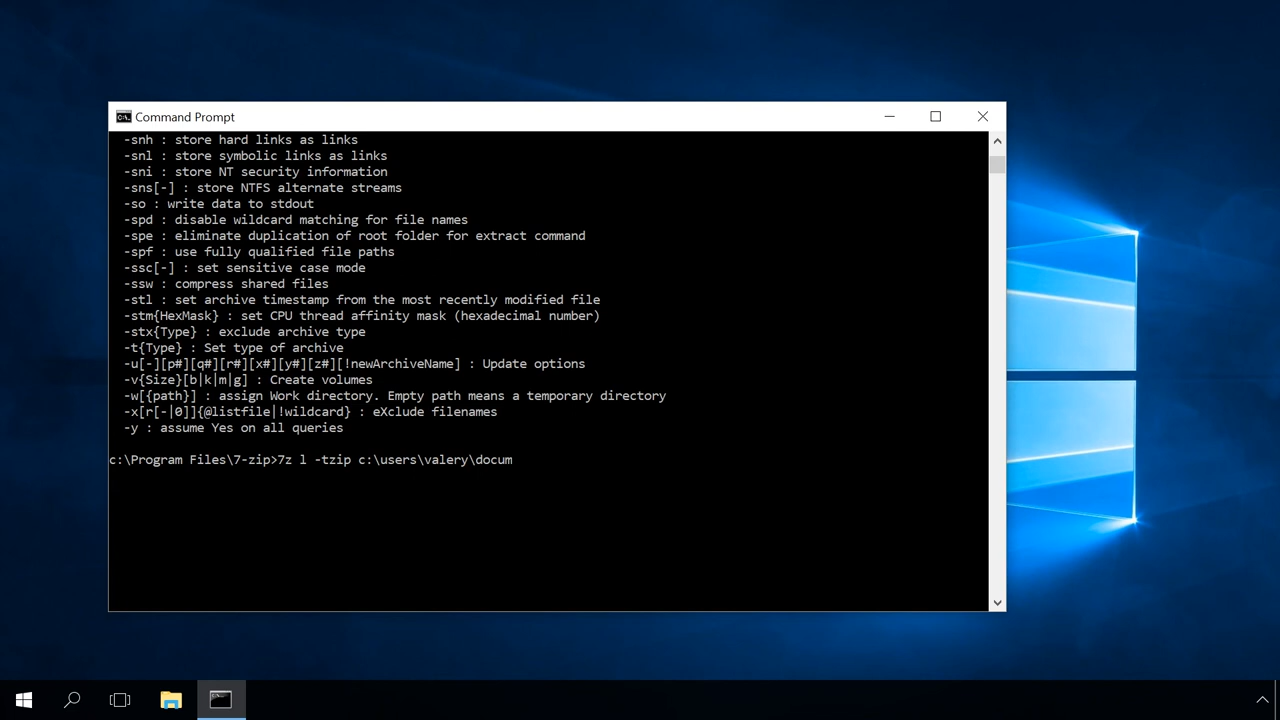 Command Prompt
-snh : store hard links as links
-snl : store symbolic links as links
-sni : store NT security information
-sns[-] : store NTFS alternate streams
-so : write data to stdout
-spd : disable wildcard matching for file names
-spe : eliminate duplication of root folder for extract command
-spf : use fully qualified file paths
-ssc[-] : set sensitive case mode
-ssw : compress shared files
-stl : set archive timestamp from the most recently modified file
-stm{HexMask} : set CPU thread affinity mask (hexadecimal number)
-stx{Type} : exclude archive type
-t{Type} : Set type of archive
-u[-][p#][q#][r#][x#][y#][z#][!newArchiveName] : Update options
-v{Size}[b|k|m|g] : Create volumes
-w[{path}] : assign Work directory. Empty path means a temporary directory
-x[r[-|0]]{@listfile|!wildcard} : eXclude filenames
-y : assume Yes on all queries
c:\Program Files\7-zip>7z l -tzip c:\users\valery\docum